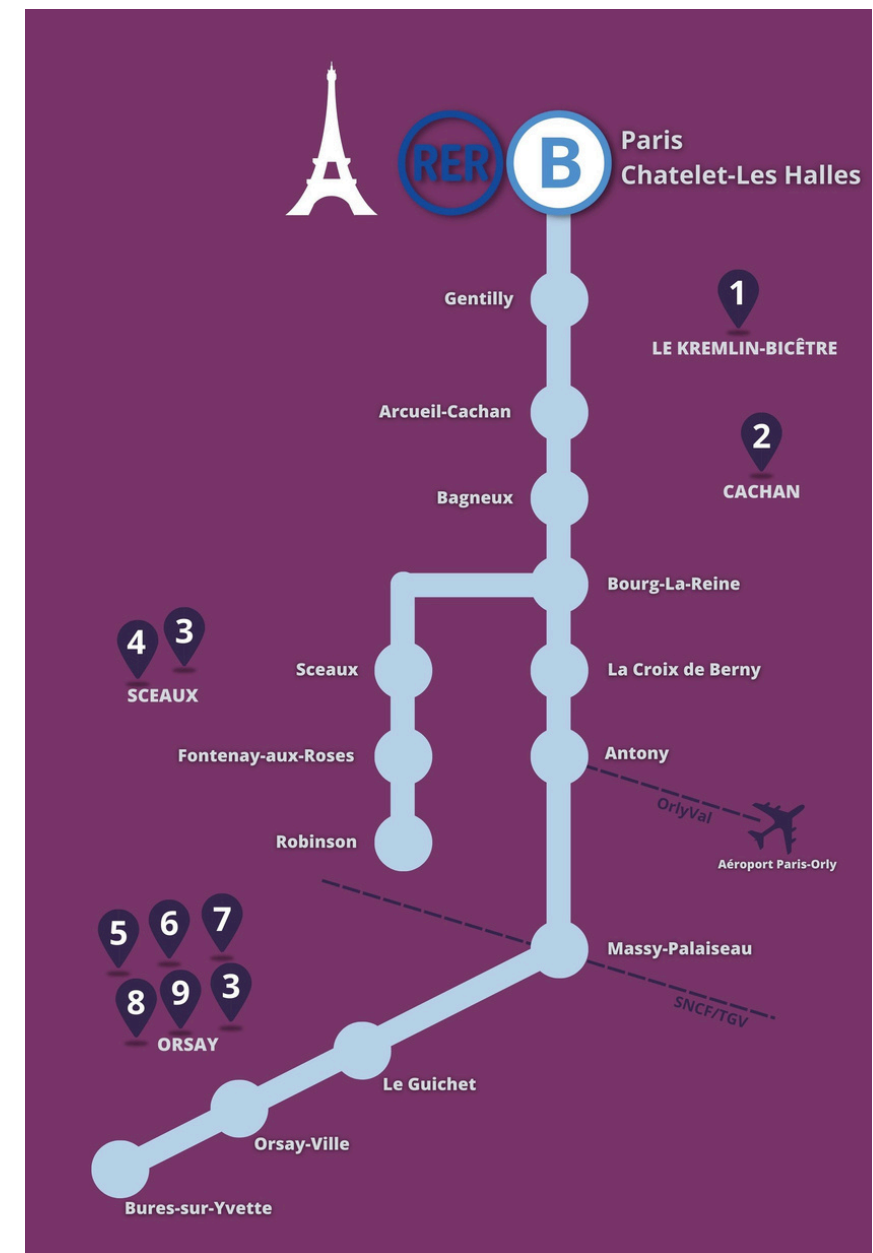 RER
B
Paris
Chatelet-Les Halles
Gentilly
1
LE KREMLIN-BICÊTRE
Arcueil-Cachan
2
CACHAN
Bagneux
Bourg-La-Reine
4
3
SCEAUX
Sceaux
La Croix de Berny
Fontenay-aux-Roses
Antony
OrlyVal
Aéroport Paris-Orly
Robinson
5
6
7
8
9
3
ORSAY
Massy-Palaiseau
SNCF/TGV
Le Guichet
Orsay-Ville
Bures-sur-Yvette